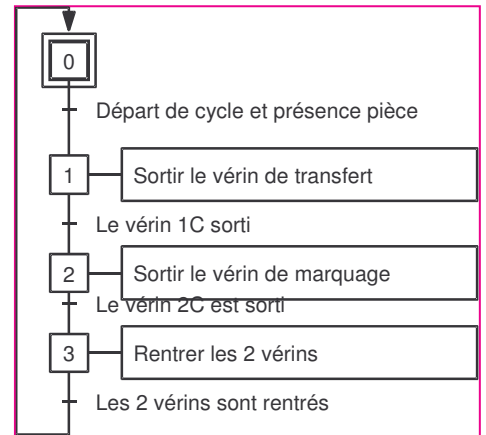 0
Départ de cycle et présence pièce
1 Sortir le vérin de transfert
Le vérin 1C sorti
2 Sortir le vérin de marquage
Le vérin 2C est sorti
3 Rentrer les 2 vérins
Les 2 vérins sont rentrés